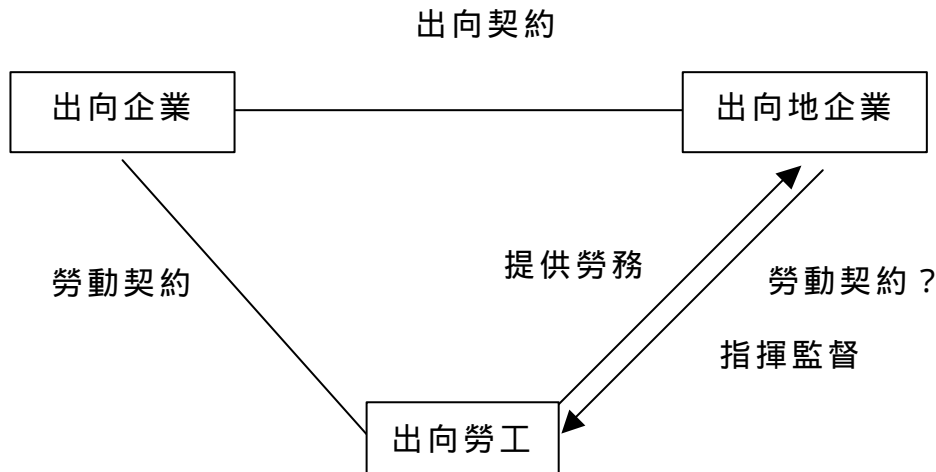 出向契約
出向企業
出向地企業
提供勞務
勞動契約
勞動契約？
指揮監督
出向勞工